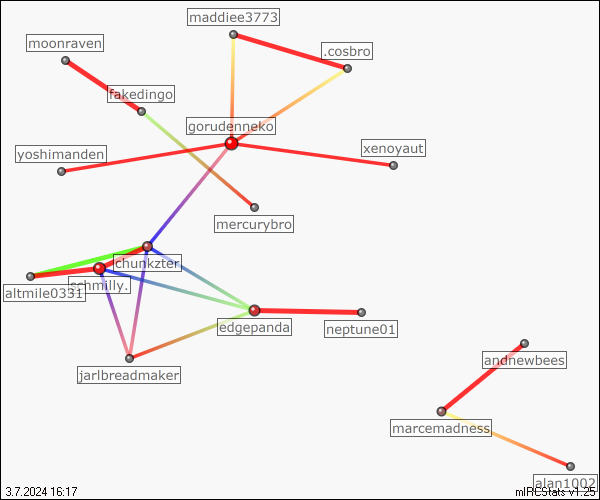 maddiee3773
moonraven
.cosbro
fakedingo
gorudenneko
yoshimanden
xenoyaut
mercurybro
chunkzter
schmilly.
altmile0331
edgepanda
neptune01
andnewbees
jarlbreadmaker
marcemadness
alan1002
3.7.2024 16:17
mIRCStats v1.25